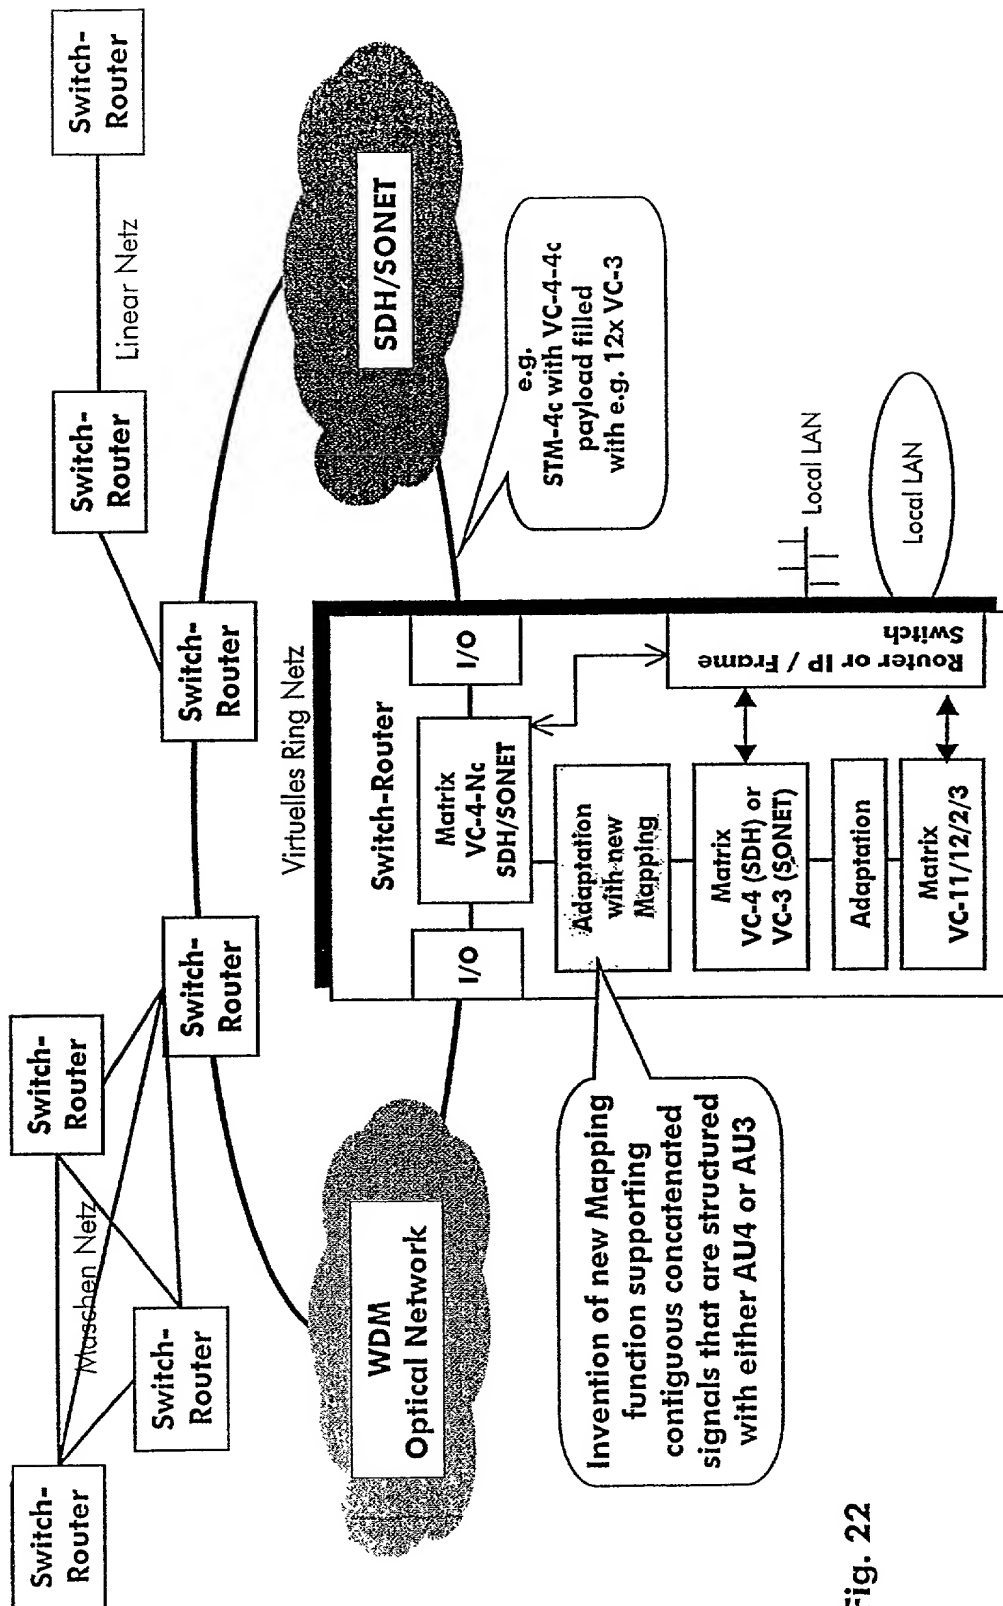 Switch-
Router
Switch-
Router
Switch-
Router
Maschen Netz
Switch-
Router
Switch-
Router
Switch-
Router
Linear Netz
Switch-
Router
Virtuelles Ring Netz
WDM
Optical Network
SDH/SONET
Switch-Router
I/O
Matrix
VC-4-Nc
SDH/SONET
I/O
e.g.
STM-4c with VC-4-4c
payload filled
with e.g. 12x VC-3
Invention of new Mapping
function supporting
contiguous concatenated
signals that are structured
with either AU4 or AU3
Adaptation
with new
Mapping
Matrix
VC-4 (SDH) or
VC-3 (SONET)
Adaptation
Matrix
VC-11/12/2/3
Router or IP / Frame
Switch
Local LAN
Local LAN
Fig. 22